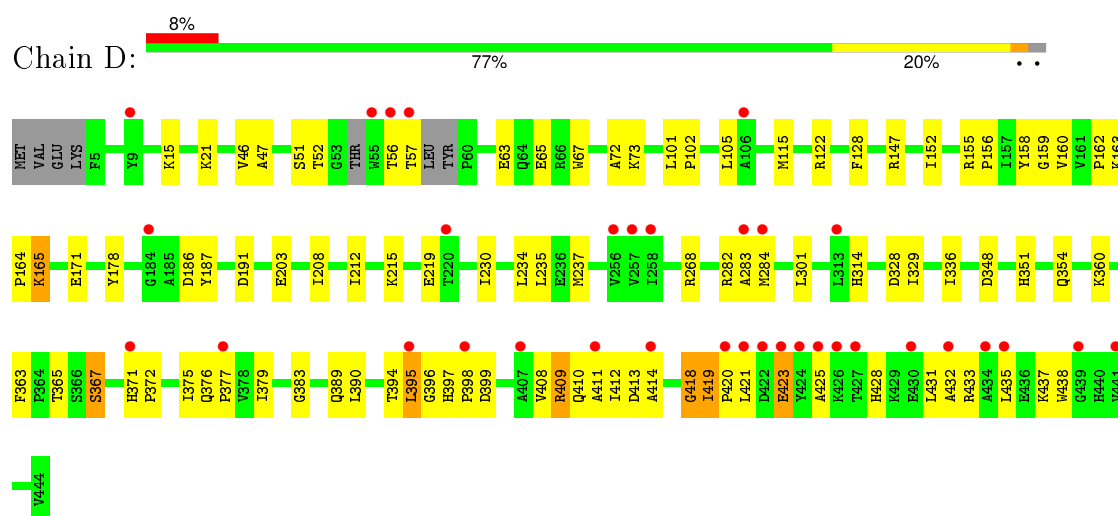 8%
Chain D:
77% 20% • •
MET VAL GLU LYS F5 Y9 K15 K21 V46 A47 S51 T52 G53 THR W55 T56 T57 LEU TYR P60 E63 Q64 E65 R66 W67 A72 K73 L101 P102 L105 A106 M115 R122 F128 R147 I152 R155 P156 I157 Y158 G159 V160 V161 P162 K163
P164 K165 E171 Y178 G184 A185 D186 Y187 D191 E203 I208 I212 K215 E219 T220 I230 L234 L235 E236 M237 V256 V257 I258 R268 R282 A283 M284 L301 L313 H314 D328 I329 I336 D348 H351 Q354 K360
F363 P364 T365 S366 S367 H371 P372 I375 Q376 P377 V378 I379 G383 Q389 L390 T394 L395 G396 H397 P398 D399 A407 V408 R409 Q410 A411 I412 D413 A414 G418 I419 P420 L421 D422 E423 Y424 A425 K426 T427 H428 K429 E430 L431 A432 R433 A434 L435 E436 K437 W438 G439 H440 V441
V444